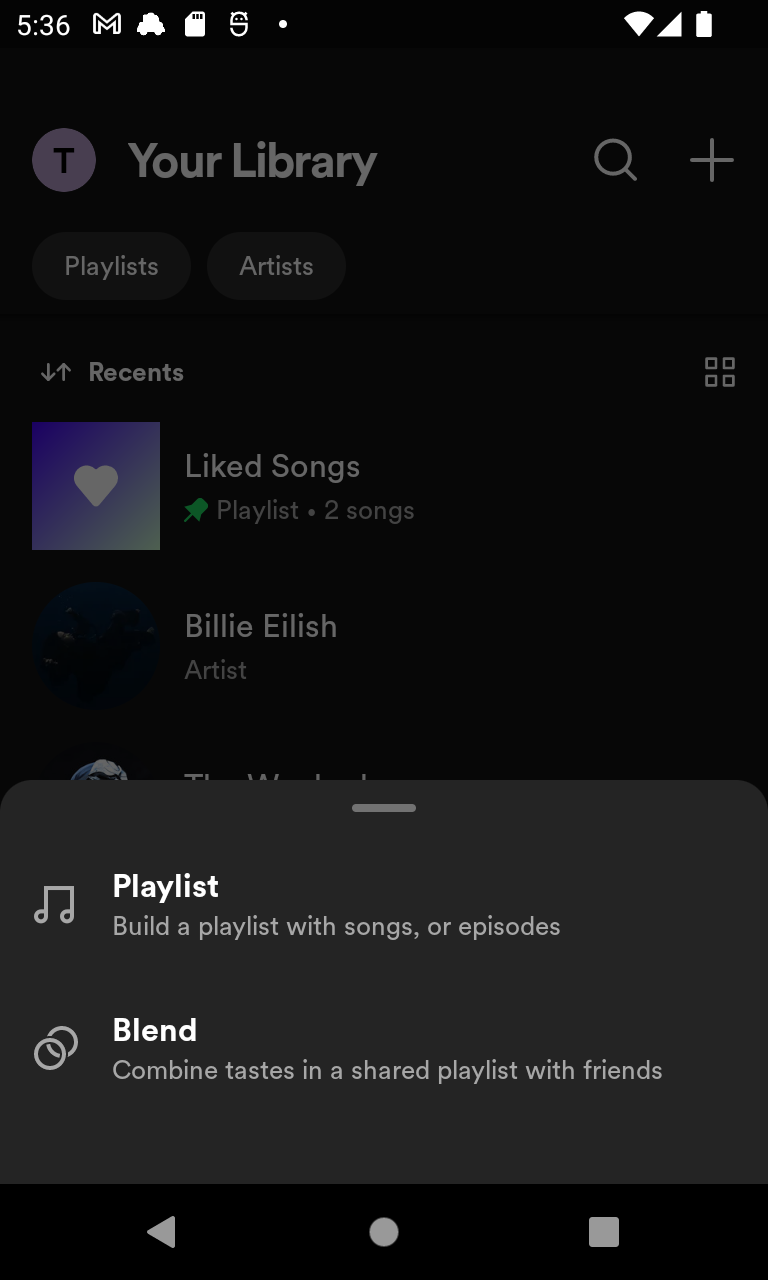 5:36
T
Your Library
Playlists
Artists
Recents
Liked Songs
Playlist • 2 songs
Billie Eilish
Artist
Playlist
Build a playlist with songs, or episodes
Blend
Combine tastes in a shared playlist with friends